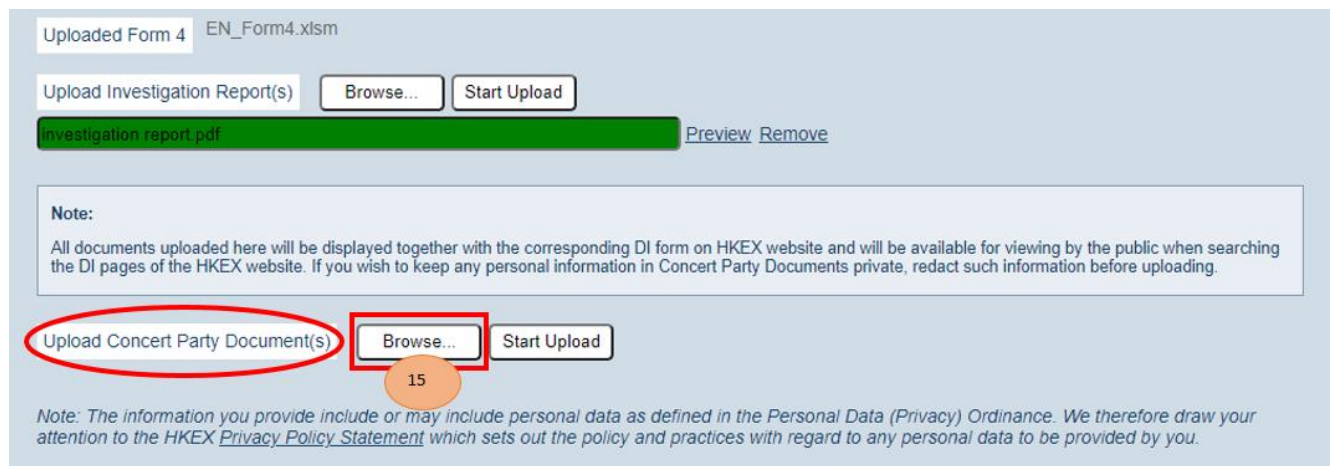 Uploaded Form 4 EN_Form4.xlsm
Upload Investigation Report(s) Browse... Start Upload
investigation report.pdf Preview Remove
Note:
All documents uploaded here will be displayed together with the corresponding DI form on HKEX website and will be available for viewing by the public when searching
the DI pages of the HKEX website. If you wish to keep any personal information in Concert Party Documents private, redact such information before uploading.
Upload Concert Party Document(s) Browse... Start Upload
15
Note: The information you provide include or may include personal data as defined in the Personal Data (Privacy) Ordinance. We therefore draw your
attention to the HKEX Privacy Policy Statement which sets out the policy and practices with regard to any personal data to be provided by you.